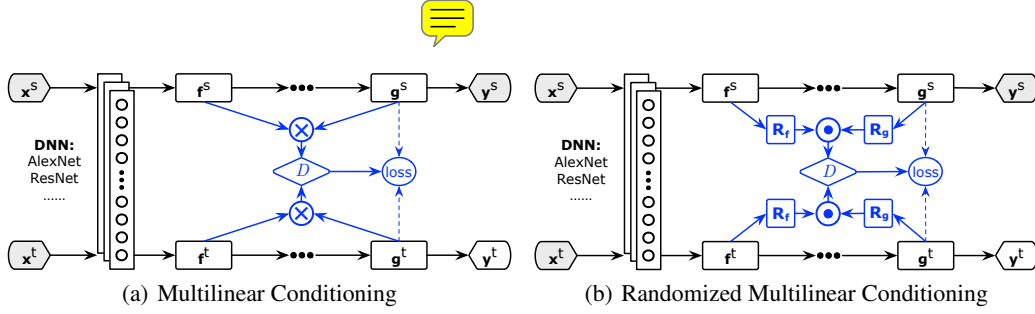 x^s f^s ••• g^s y^s
DNN:
AlexNet
ResNet
......
D loss
x^t f^t ••• g^t y^t
(a) Multilinear Conditioning
x^s f^s ••• g^s y^s
R_f R_g
DNN:
AlexNet
ResNet
......
D loss
R_f R_g
x^t f^t ••• g^t y^t
(b) Randomized Multilinear Conditioning